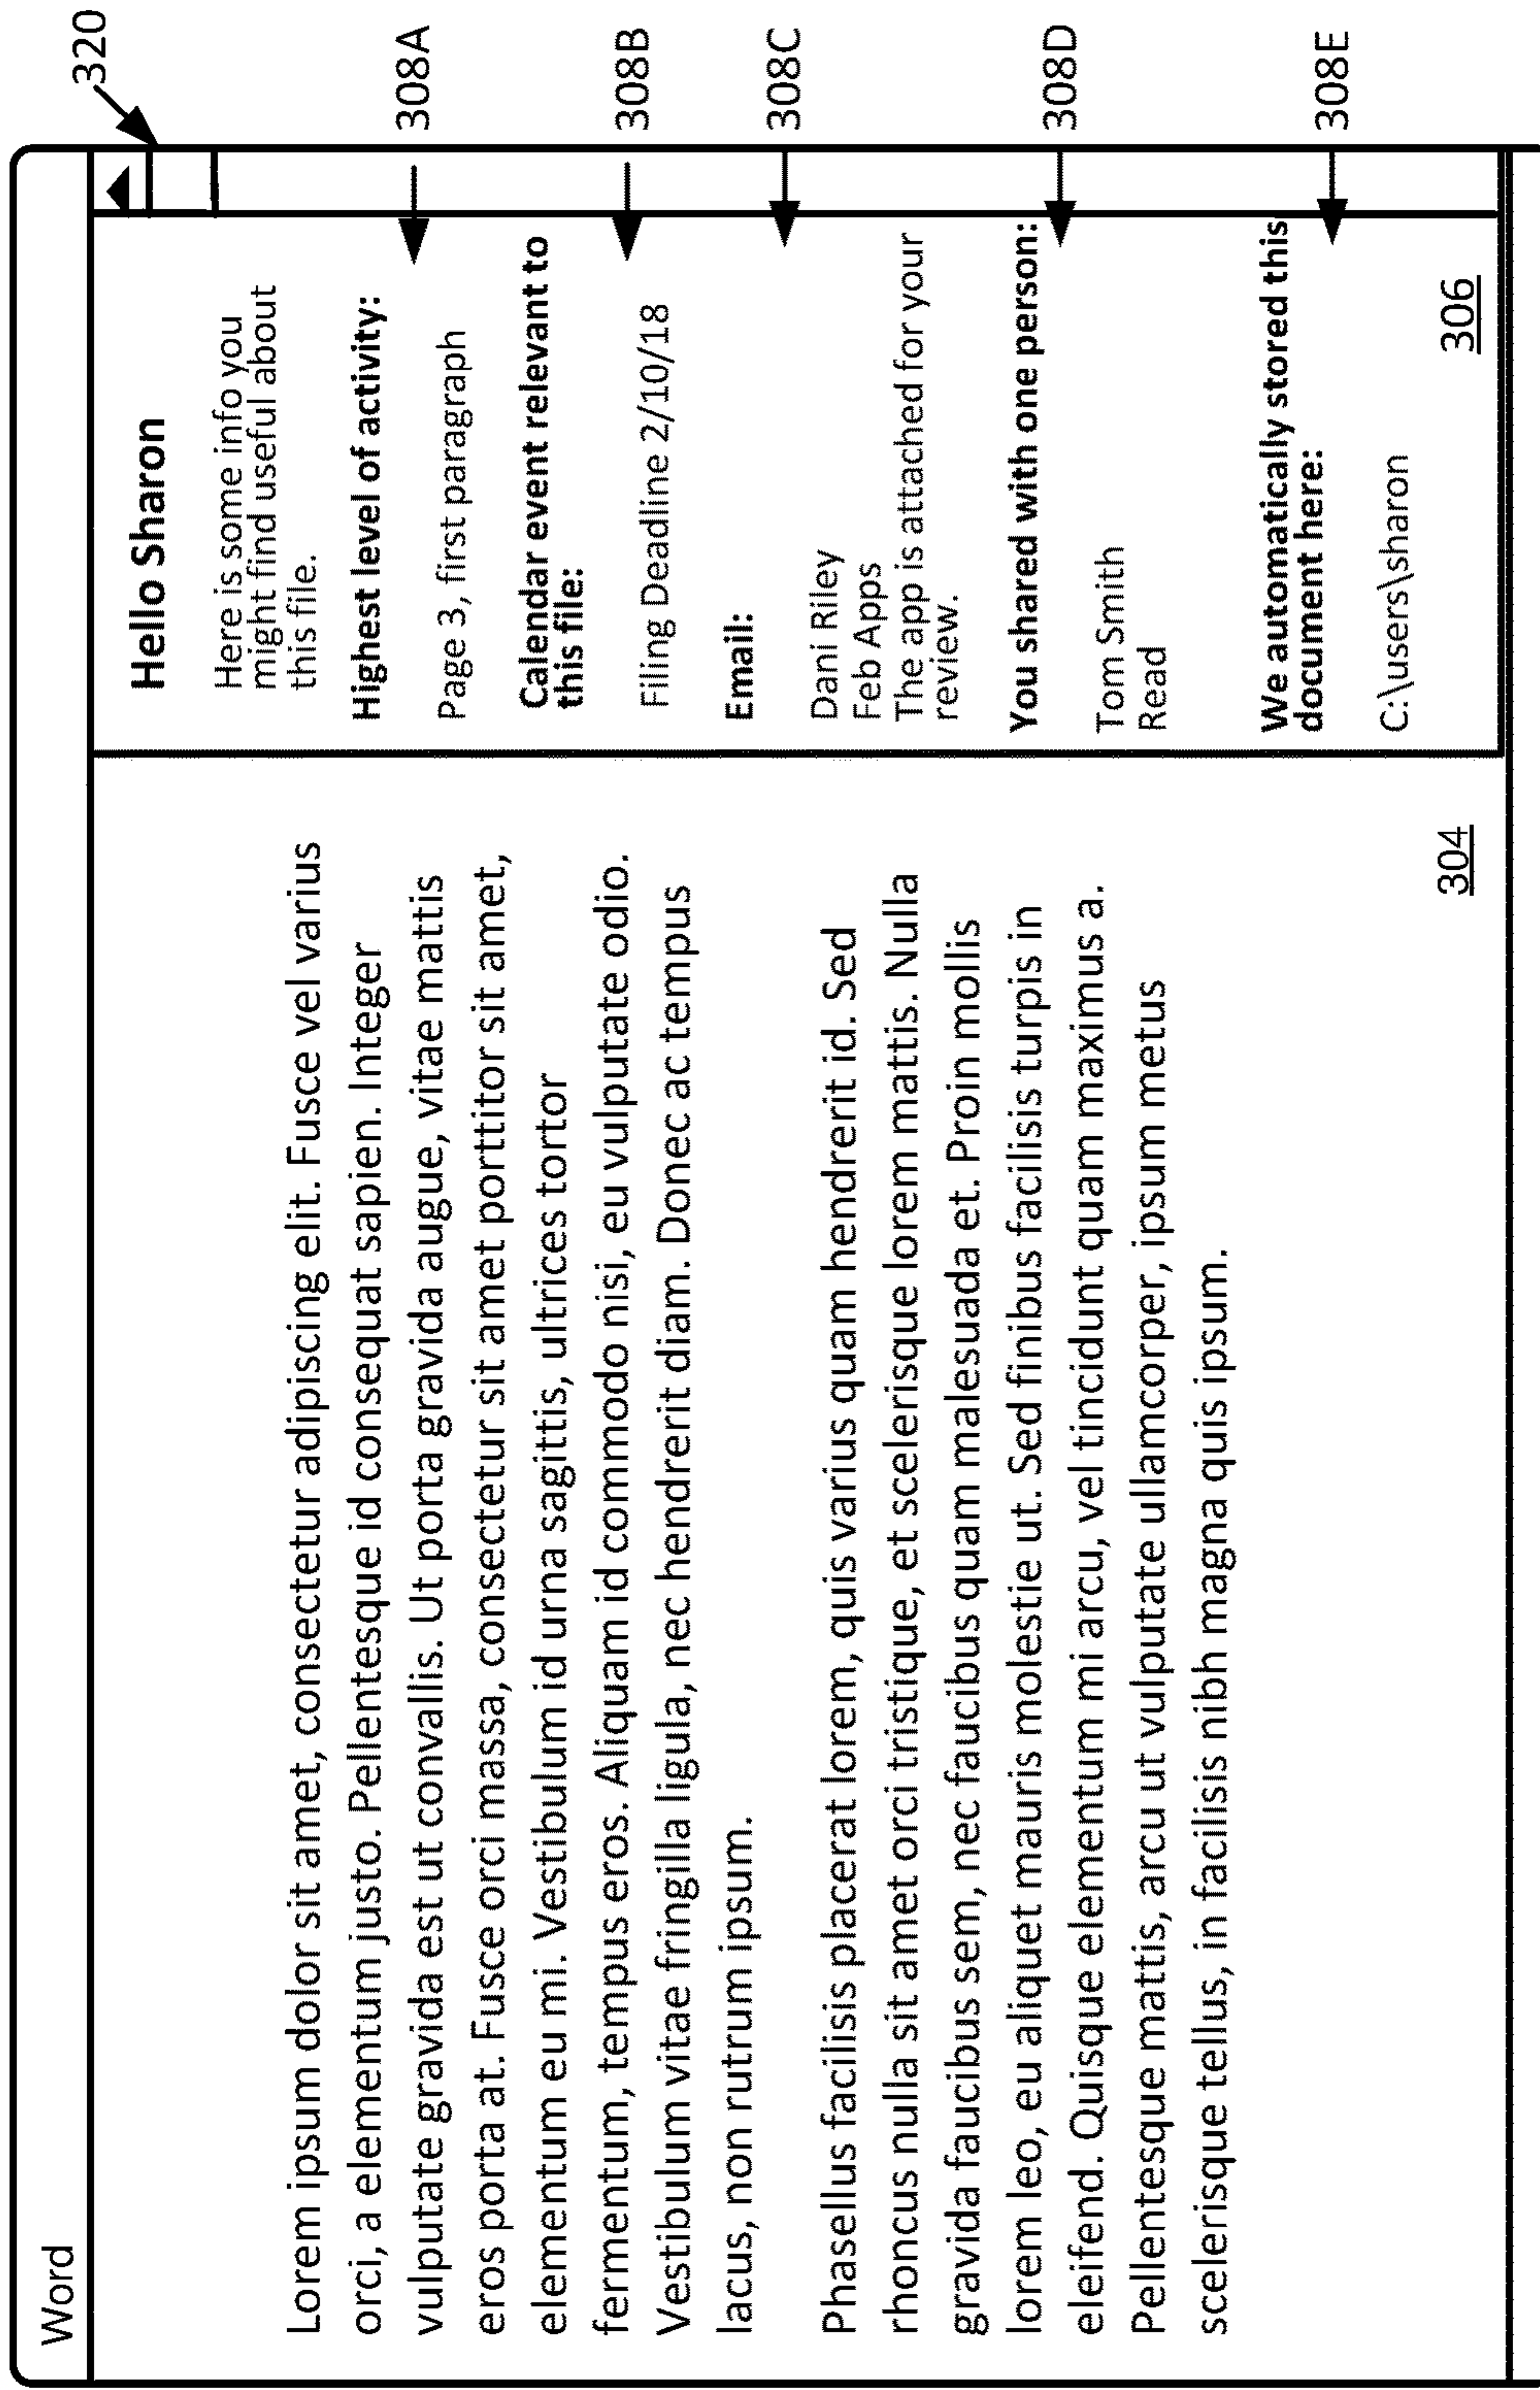 Word
Lorem ipsum dolor sit amet, consectetur adipiscing elit. Fusce vel varius
orci, a elementum justo. Pellentesque id consequat sapien. Integer
vulputate gravida est ut convallis. Ut porta gravida augue, vitae mattis
eros porta at. Fusce orci massa, consectetur sit amet porttitor sit amet,
elementum eu mi. Vestibulum id urna sagittis, ultrices tortor
fermentum, tempus eros. Aliquam id commodo nisi, eu vulputate odio.
Vestibulum vitae fringilla ligula, nec hendrerit diam. Donec ac tempus
lacus, non rutrum ipsum.
Phasellus facilisis placerat lorem, quis varius quam hendrerit id. Sed
rhoncus nulla sit amet orci tristique, et scelerisque lorem mattis. Nulla
gravida faucibus sem, nec faucibus quam malesuada et. Proin mollis
lorem leo, eu aliquet mauris molestie ut. Sed finibus facilisis turpis in
eleifend. Quisque elementum mi arcu, vel tincidunt quam maximus a.
Pellentesque mattis, arcu ut vulputate ullamcorper, ipsum metus
scelerisque tellus, in facilisis nibh magna quis ipsum.
304
Hello Sharon
Here is some info you
might find useful about
this file.
Highest level of activity:
Page 3, first paragraph
Calendar event relevant to
this file:
Filing Deadline 2/10/18
Email:
Dani Riley
Feb Apps
The app is attached for your
review.
You shared with one person:
Tom Smith
Read
We automatically stored this
document here:
C:\users\sharon
306
320
308A
308B
308C
308D
308E